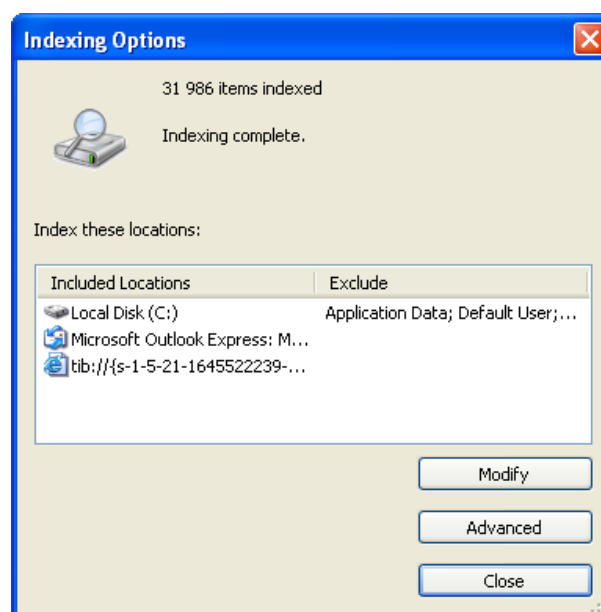 Indexing Options
31 986 items indexed
Indexing complete.
Index these locations:
Included Locations Exclude
Local Disk (C:) Application Data; Default User;...
Microsoft Outlook Express: M...
tib://{s-1-5-21-1645522239-...
Modify
Advanced
Close